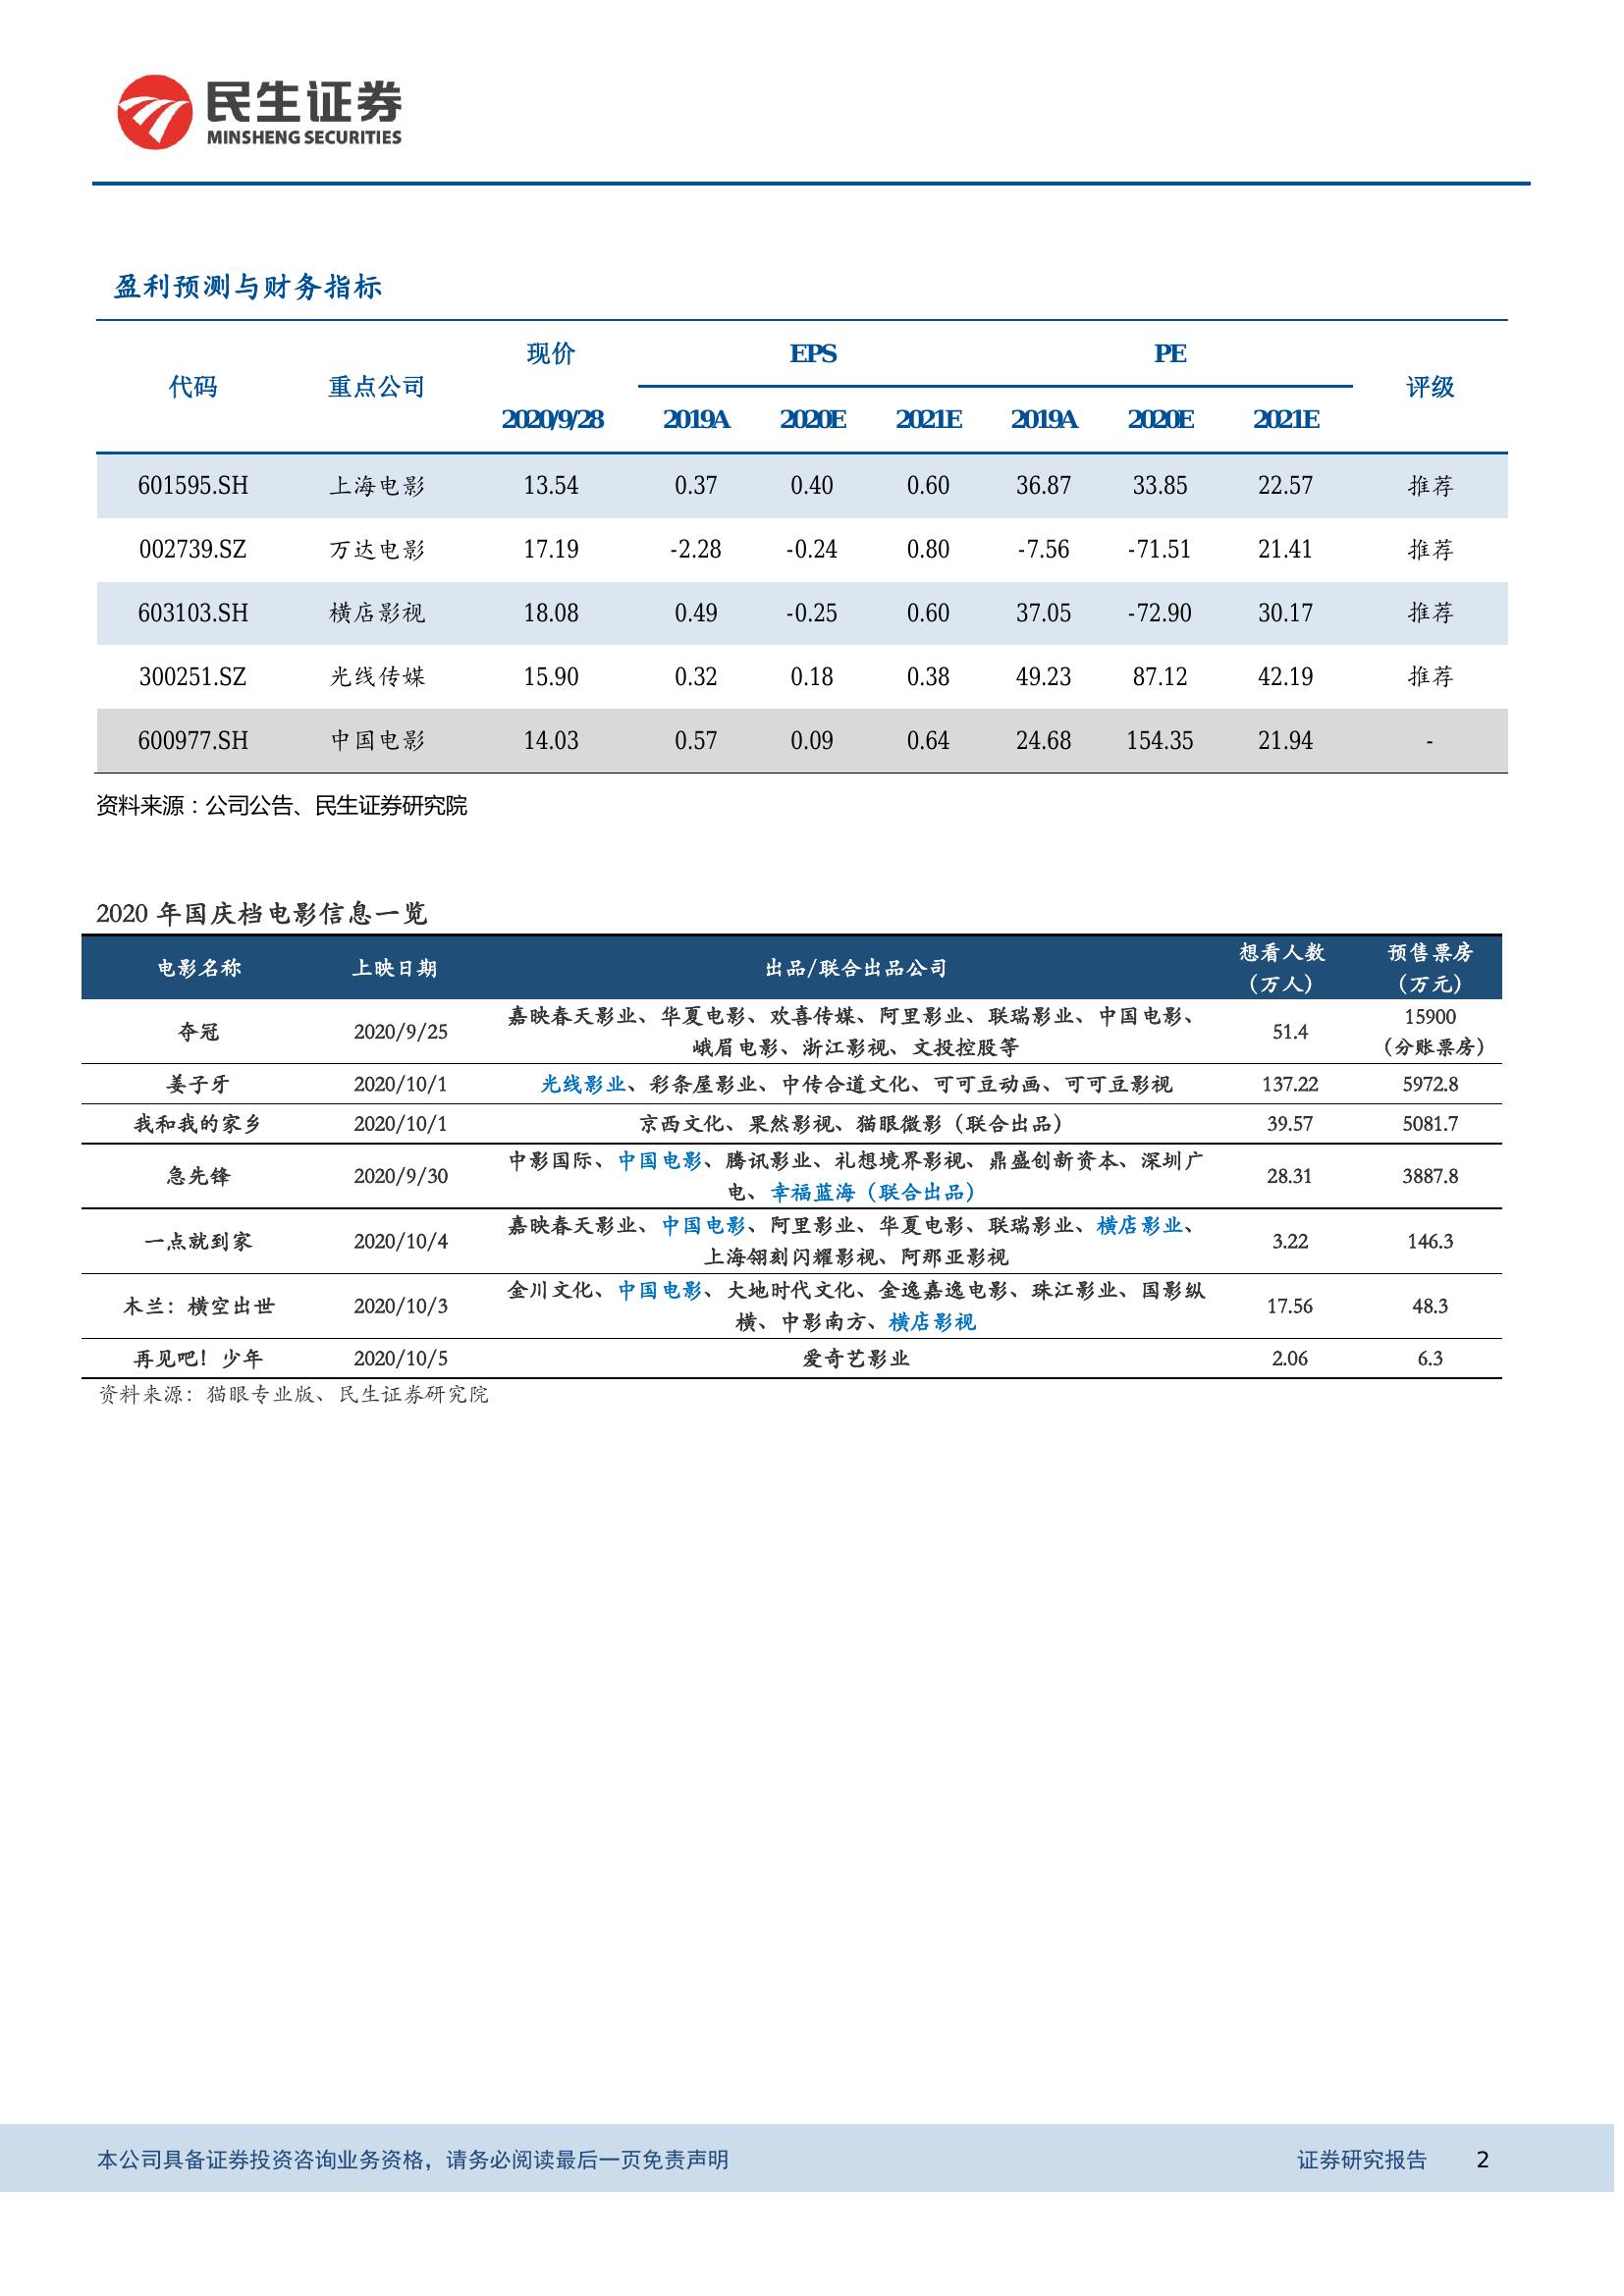 民生证券
MINSHENG SECURITIES
盈利预测与财务指标
代码 重点公司 现价 EPS PE 评级
2020/9/28 2019A 2020E 2021E 2019A 2020E 2021E
601595.SH 上海电影 13.54 0.37 0.40 0.60 36.87 33.85 22.57 推荐
002739.SZ 万达电影 17.19 -2.28 -0.24 0.80 -7.56 -71.51 21.41 推荐
603103.SH 横店影视 18.08 0.49 -0.25 0.60 37.05 -72.90 30.17 推荐
300251.SZ 光线传媒 15.90 0.32 0.18 0.38 49.23 87.12 42.19 推荐
600977.SH 中国电影 14.03 0.57 0.09 0.64 24.68 154.35 21.94 -
资料来源：公司公告、民生证券研究院
2020 年国庆档电影信息一览
电影名称 上映日期 出品/联合出品公司 想看人数（万人） 预售票房（万元）
夺冠 2020/9/25 嘉映春天影业、华夏电影、欢喜传媒、阿里影业、联瑞影业、中国电影、 51.4 15900
峨眉电影、浙江影视、文投控股等 （分账票房）
姜子牙 2020/10/1 光线影业、彩条屋影业、中传合道文化、可可豆动画、可可豆影视 137.22 5972.8
我和我的家乡 2020/10/1 京西文化、果然影视、猫眼微影（联合出品） 39.57 5081.7
急先锋 2020/9/30 中影国际、中国电影、腾讯影业、礼想境界影视、鼎盛创新资本、深圳广 28.31 3887.8
电、幸福蓝海（联合出品）
一点就到家 2020/10/4 嘉映春天影业、中国电影、阿里影业、华夏电影、联瑞影业、横店影业、 3.22 146.3
上海翎刻闪耀影视、阿那亚影视
木兰：横空出世 2020/10/3 金川文化、中国电影、大地时代文化、金逸嘉逸电影、珠江影业、国影纵 17.56 48.3
横、中影南方、横店影视
再见吧！少年 2020/10/5 爱奇艺影业 2.06 6.3
资料来源：猫眼专业版、民生证券研究院
本公司具备证券投资咨询业务资格，请务必阅读最后一页免责声明 证券研究报告 2